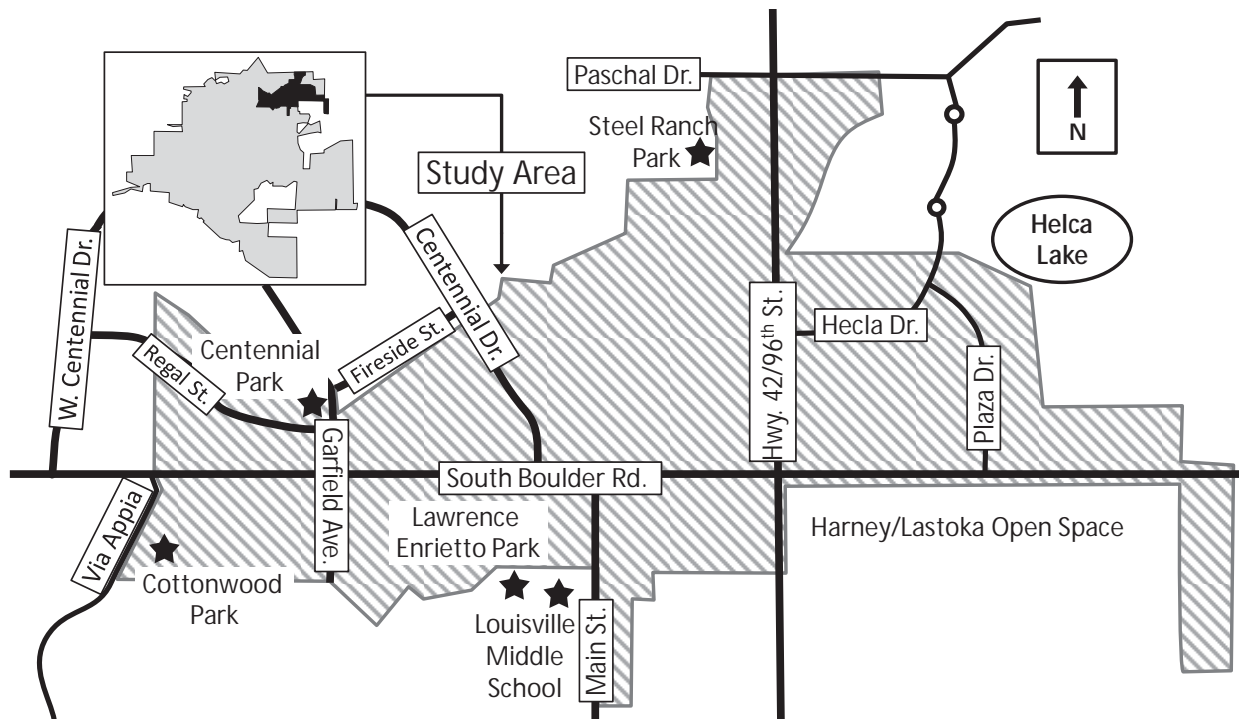 Paschal Dr.
Steel Ranch
Park
N
Study Area
Helca
Lake
W. Centennial Dr.
Centennial Dr.
Hwy. 42/96th St.
Hecla Dr.
Fireside St.
Centennial
Park
Regal St.
Plaza Dr.
Garfield Ave.
South Boulder Rd.
Via Appia
Lawrence
Enrietto Park
Harney/Lastoka Open Space
Cottonwood
Park
Louisville
Middle
School
Main St.